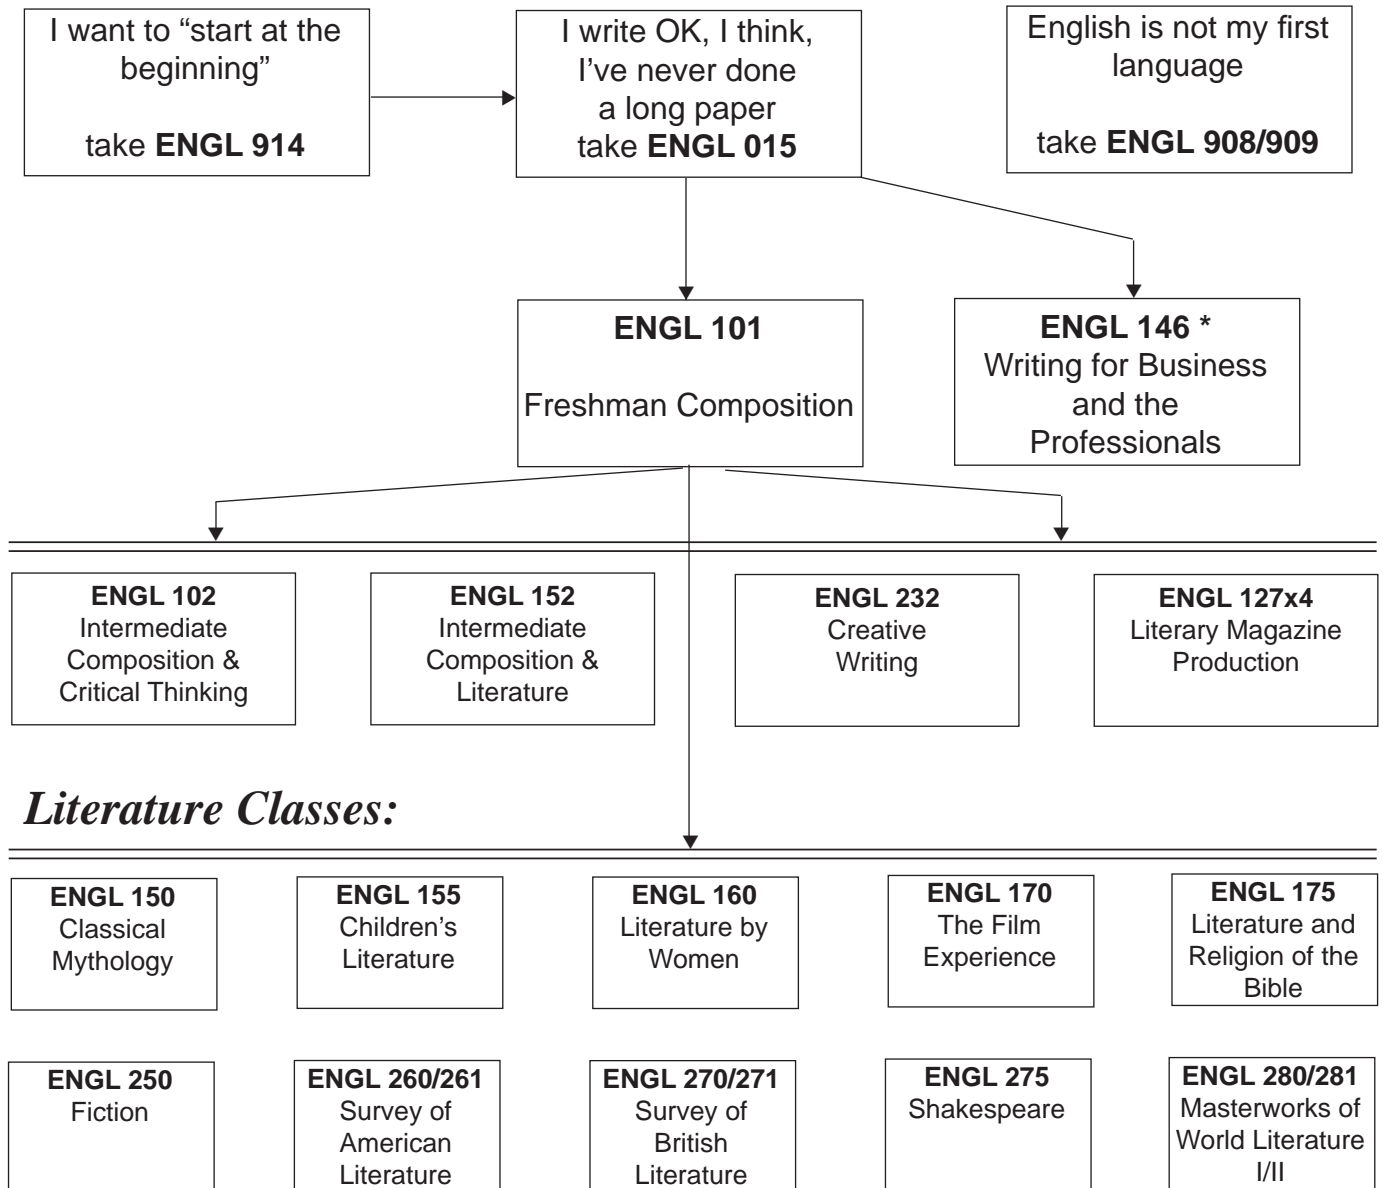 I want to “start at the
beginning”
take ENGL 914
I write OK, I think,
I’ve never done
a long paper
take ENGL 015
English is not my first
language
take ENGL 908/909
ENGL 101
Freshman Composition
ENGL 146 *
Writing for Business
and the
Professionals
ENGL 102
Intermediate
Composition &
Critical Thinking
ENGL 152
Intermediate
Composition &
Literature
ENGL 232
Creative
Writing
ENGL 127x4
Literary Magazine
Production
Literature Classes:
ENGL 150
Classical
Mythology
ENGL 155
Children’s
Literature
ENGL 160
Literature by
Women
ENGL 170
The Film
Experience
ENGL 175
Literature and
Religion of the
Bible
ENGL 250
Fiction
ENGL 260/261
Survey of
American
Literature
ENGL 270/271
Survey of
British
Literature
ENGL 275
Shakespeare
ENGL 280/281
Masterworks of
World Literature
I/II